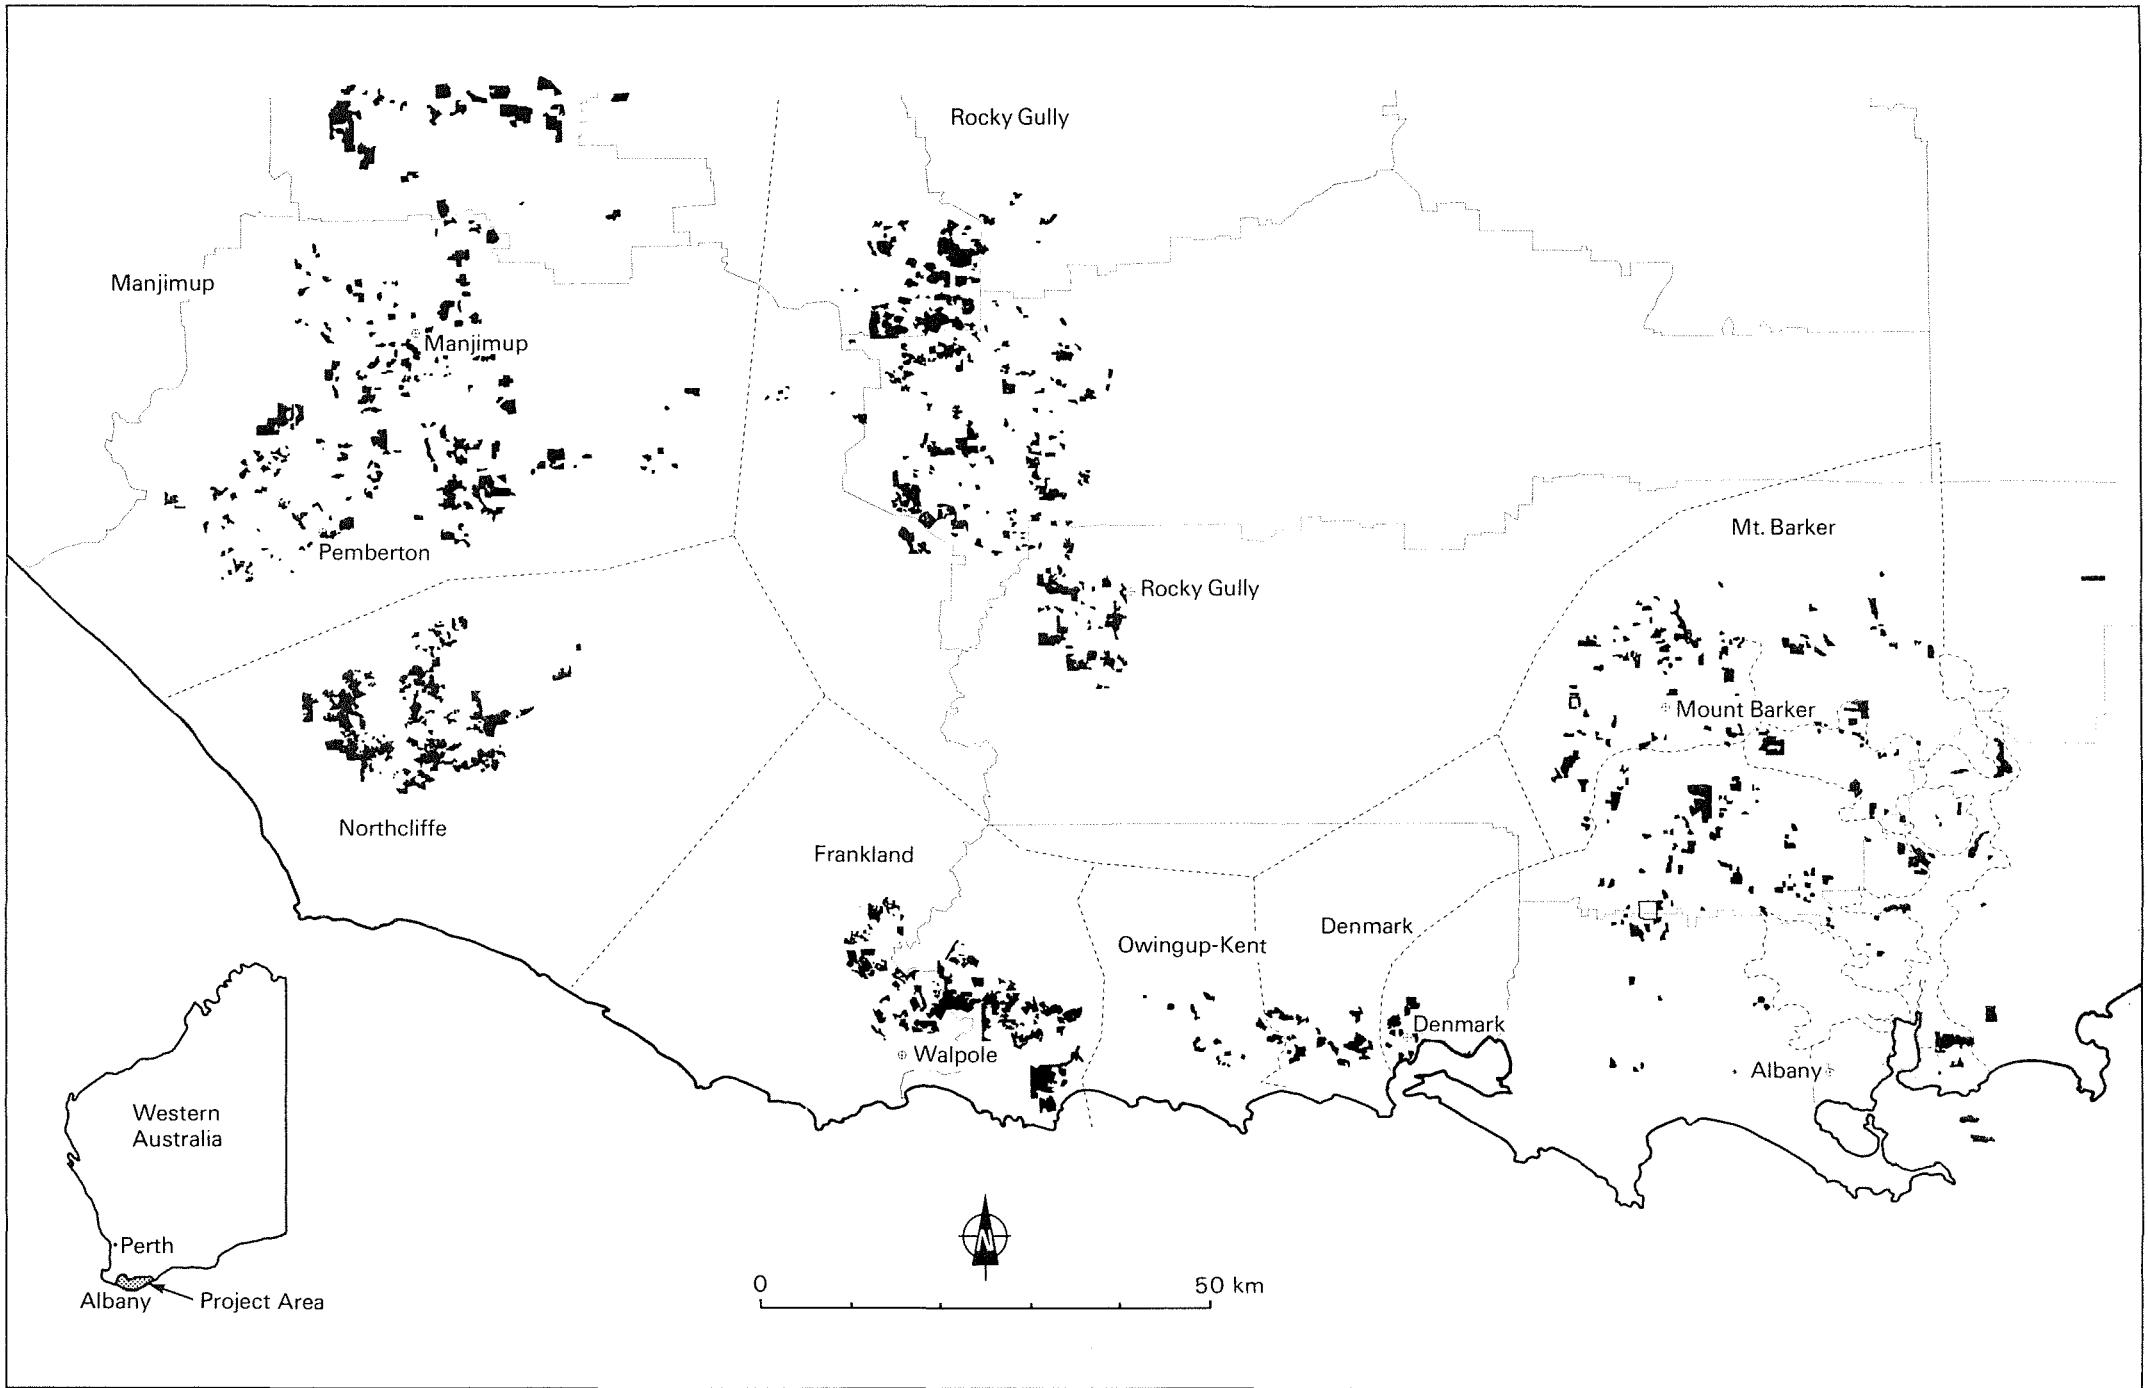 Rocky Gully
Manjimup
Manjimup
Mt. Barker
Pemberton
Rocky Gully
Mount Barker
Northcliffe
Frankland
Denmark
Owingup-Kent
Denmark
Walpole
Albany
Western
Australia
Perth
Albany
Project Area
N
0
50 km